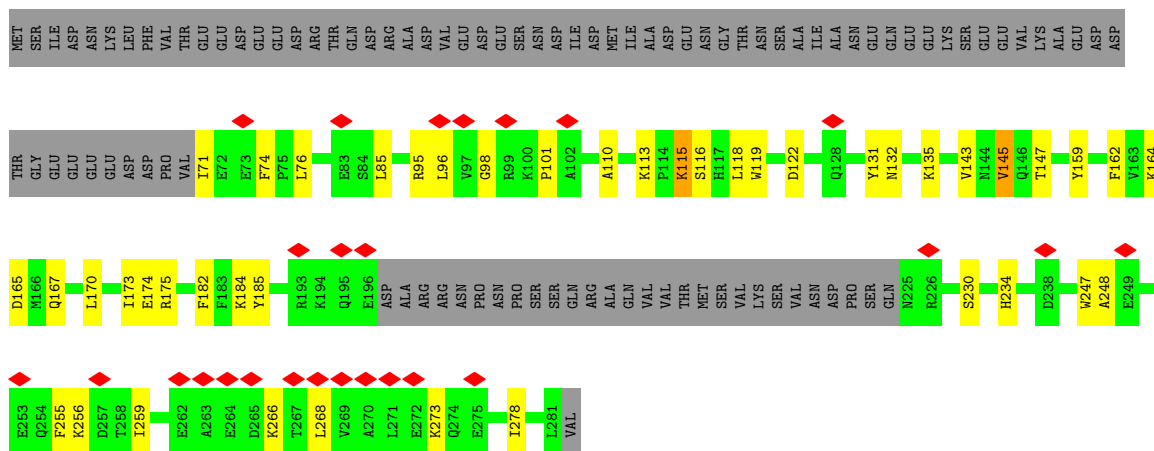 MET SER ILE ASP ASN LYS LEU PHE VAL THR GLU GLU ASP GLU GLU ASP ARG THR GLN ASP ARG ALA ASP VAL GLU ASP GLU SER ASN ASP ILE ASP MET ILE ALA ASP GLU ASN GLY THR ASN SER ALA ILE ALA ASN GLU GLN GLU GLU LYS SER GLU GLU VAL LYS ALA GLU ASP ASP
THR GLY GLU GLU GLU GLU ASP ASP PRO VAL I71 E72 E73 F74 P75 L76 E83 S84 L85 R95 L96 V97 G98 R99 K100 P101 A102 A110 K113 P114 K115 S116 H117 L118 W119 D122 Q128 Y131 N132 K135 V143 N144 V145 Q146 T147 Y159 F162 V163 K164
D165 M166 Q167 L170 I173 E174 R175 F182 F183 K184 Y185 R193 K194 Q195 E196 ASP ALA ARG ARG ASN PRO ASN PRO SER SER GLN ARG ALA GLN VAL VAL THR MET SER VAL LYS SER VAL ASN ASP PRO SER GLN N225 R226 S230 H234 D238 W247 A248 E249
E253 Q254 F255 K256 D257 T258 I259 E262 A263 E264 D265 K266 T267 L268 V269 A270 L271 E272 K273 Q274 E275 I278 L281 VAL